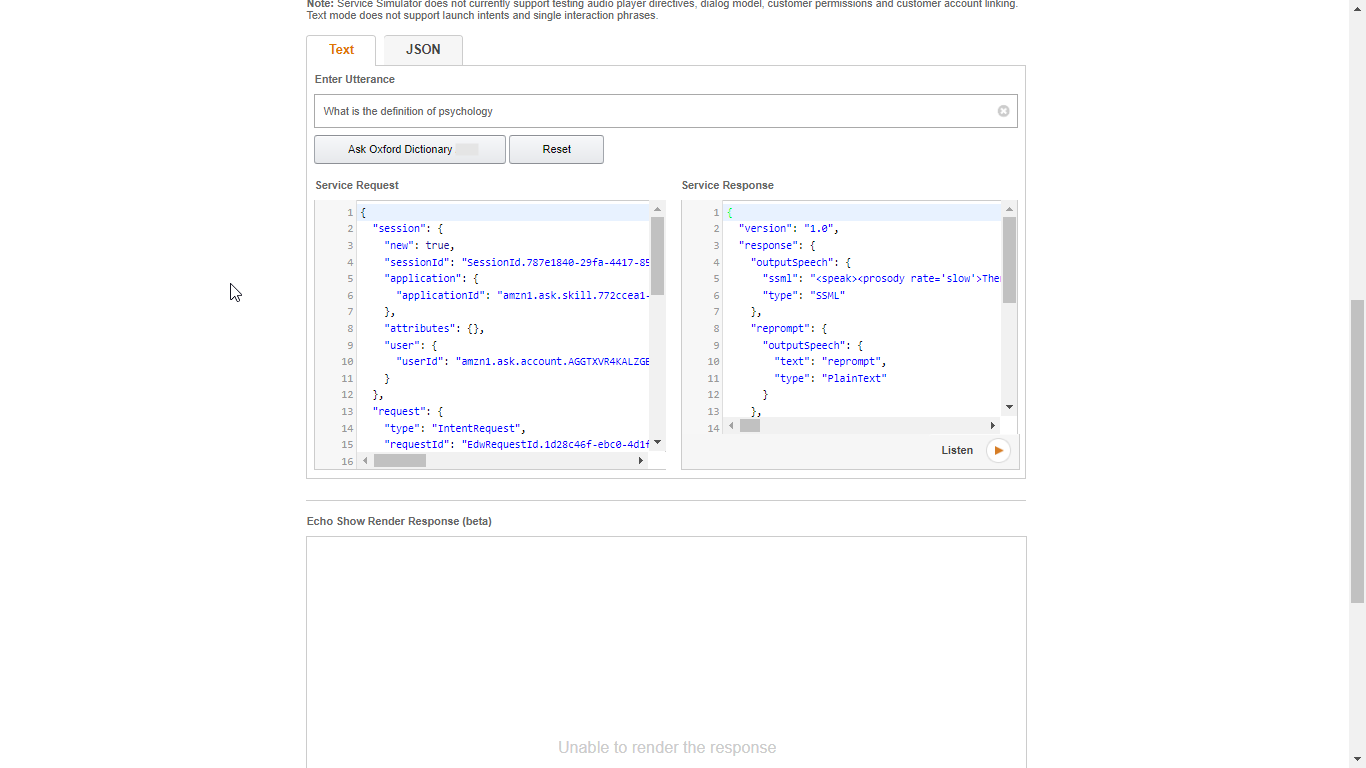 Note: Service Simulator does not currently support testing audio player directives, dialog model, customer permissions and customer account linking.
Text mode does not support launch intents and single interaction phrases.
Text JSON
Enter Utterance
What is the definition of psychology
Ask Oxford Dictionary Reset
Service Request
1 {
2 "session": {
3 "new": true,
4 "sessionId": "SessionId.787e1840-29fa-4417-85
5 "application": {
6 "applicationId": "amzn1.ask.skill.772ccea1-
7 },
8 "attributes": {},
9 "user": {
10 "userId": "amzn1.ask.account.AGGTXVR4KALZGE
11 }
12 },
13 "request": {
14 "type": "IntentRequest",
15 "requestId": "EdwRequestId.1d28c46f-ebc0-4d1f
16
Service Response
1 {
2 "version": "1.0",
3 "response": {
4 "outputSpeech": {
5 "ssml": "<speak><prosody rate='slow'>The
6 "type": "SSML"
7 },
8 "reprompt": {
9 "outputSpeech": {
10 "text": "reprompt",
11 "type": "PlainText"
12 }
13 },
14
Listen
Echo Show Render Response (beta)
Unable to render the response